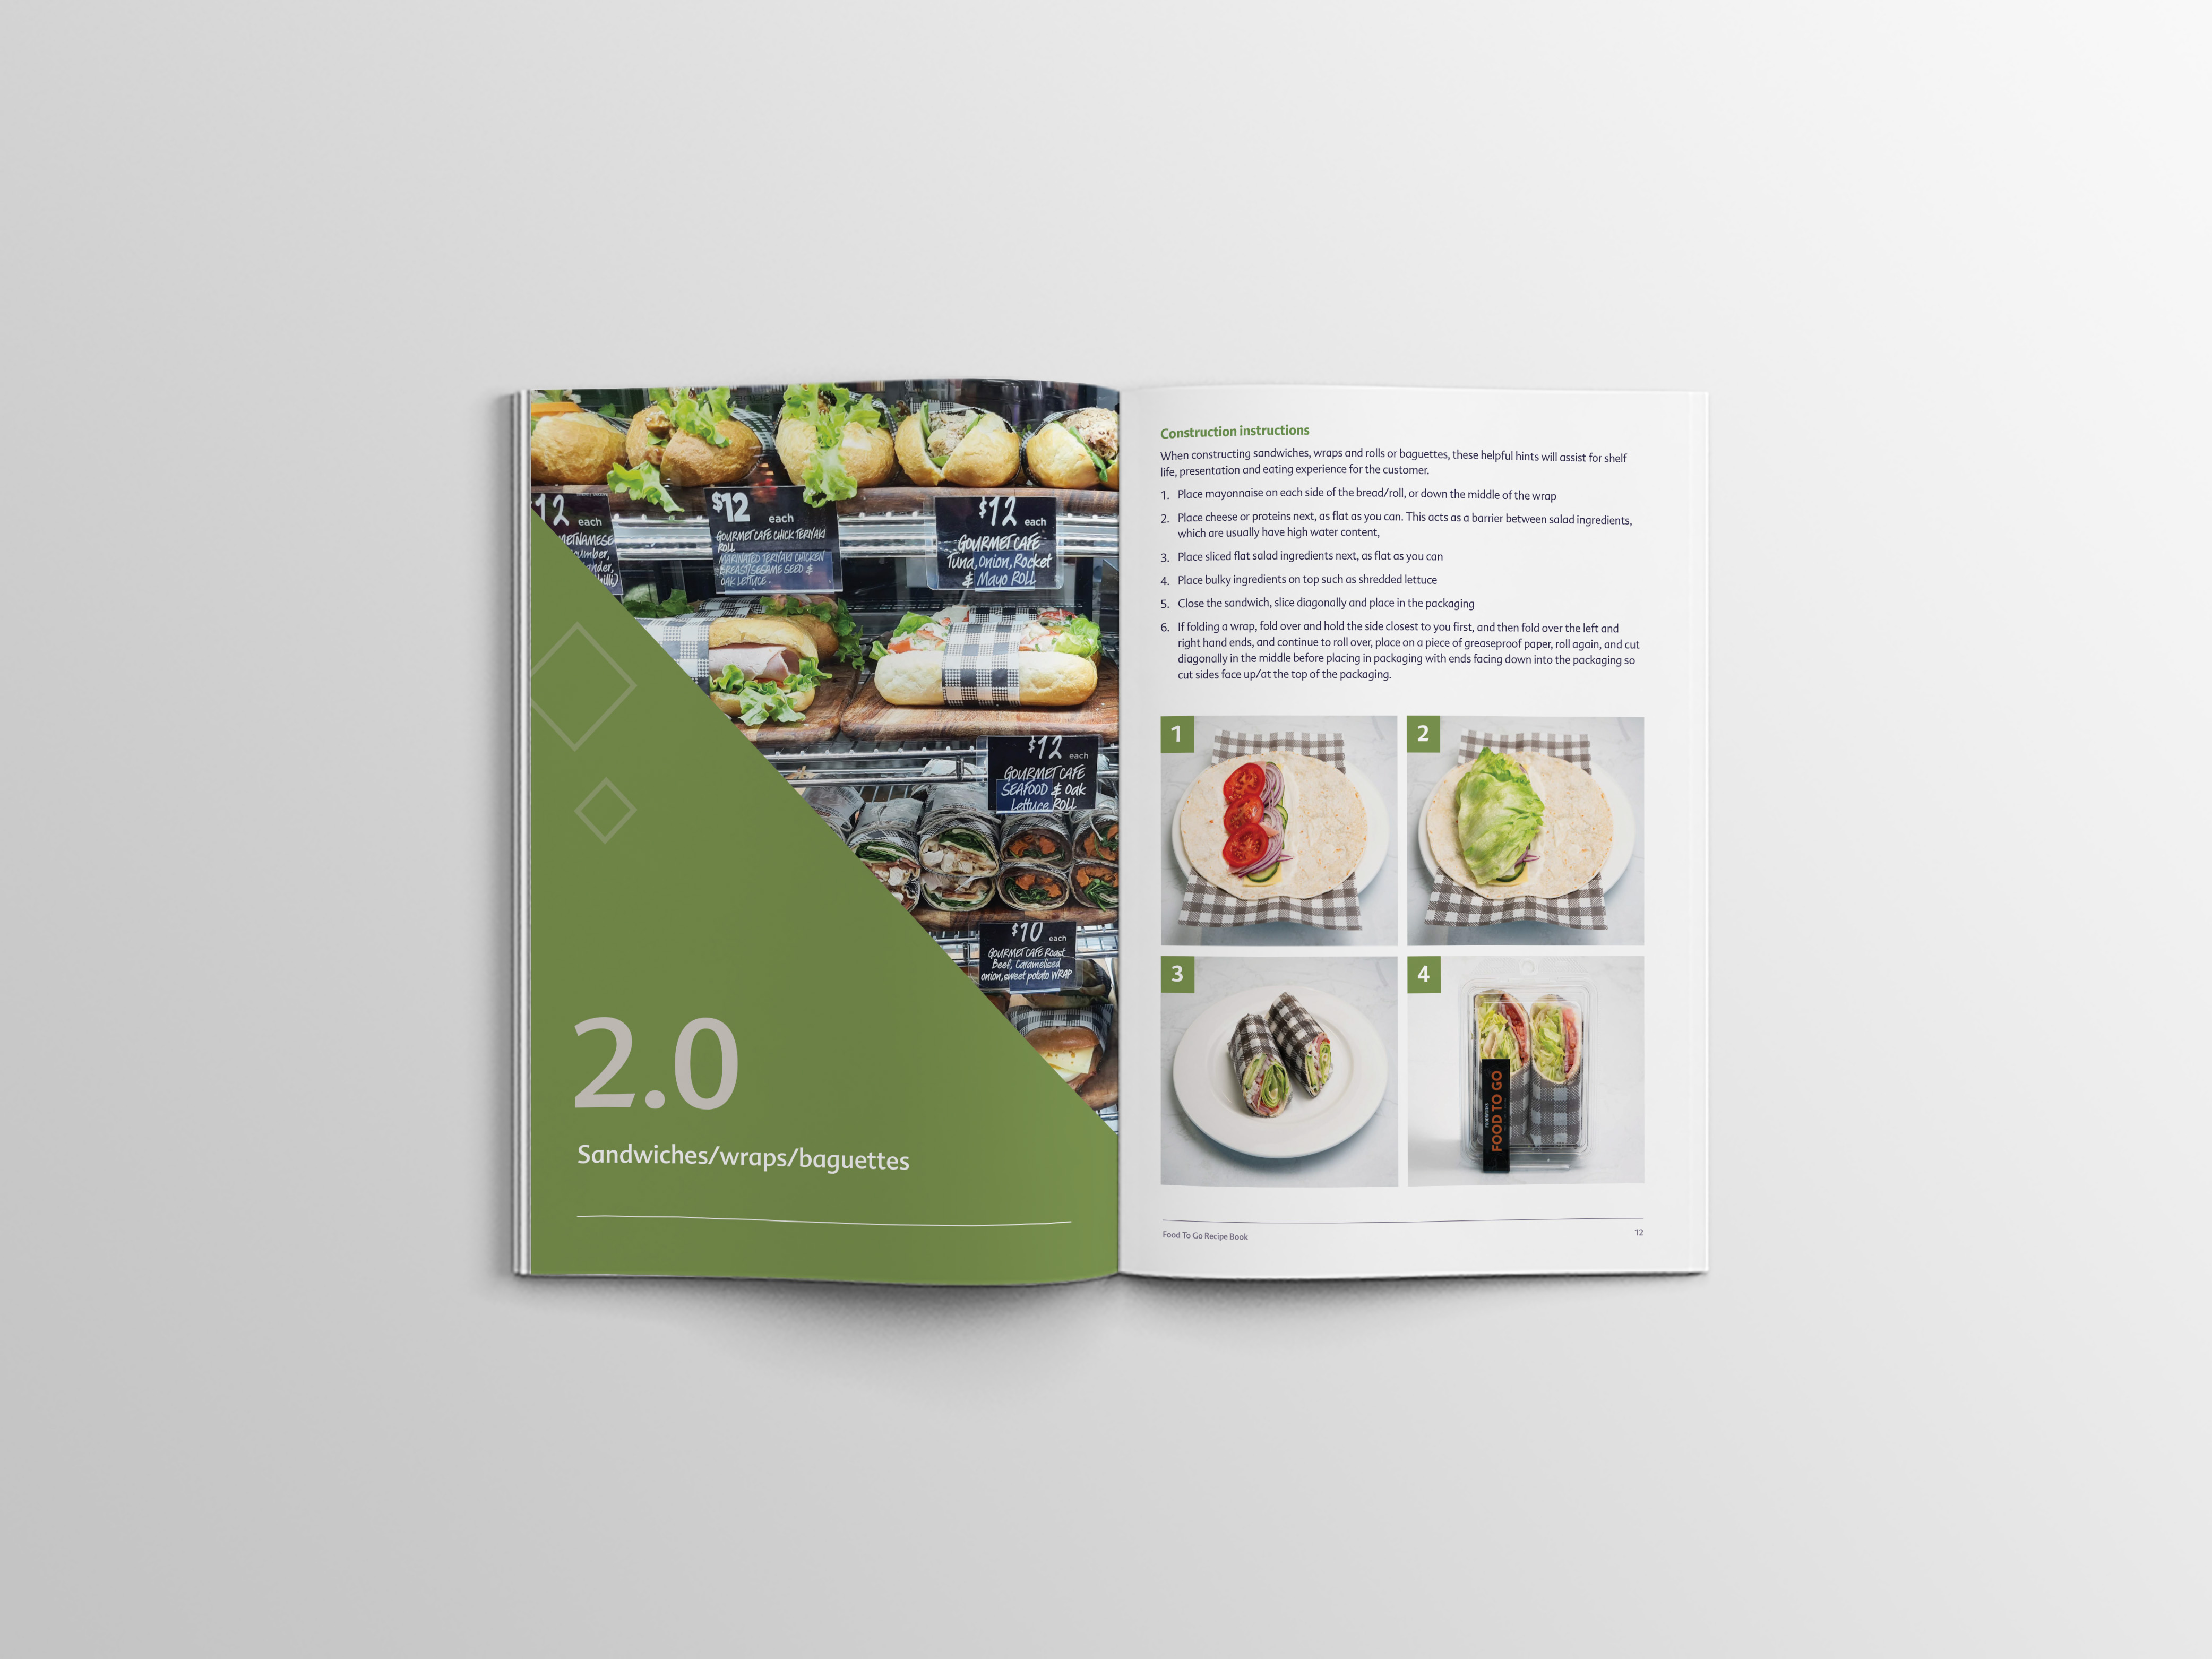 12 each
$12 each
GOURMET CAFE CHICK TERIYAKI
ROLL
MARINATED TERIYAKI CHICKEN
BREAST/SESAME SEED &
OAK LETTUCE.
$12 each
GOURMET CAFE
Tuna, Onion, Rocket
& Mayo ROLL
$12 each
GOURMET CAFE
SEAFOOD & Oak
Lettuce ROLL
$10 each
GOURMET CAFE Roast
Beef, Caramelised
onion, sweet potato WRAP
2.0
Sandwiches/wraps/baguettes
Construction instructions
When constructing sandwiches, wraps and rolls or baguettes, these helpful hints will assist for shelf
life, presentation and eating experience for the customer.
1. Place mayonnaise on each side of the bread/roll, or down the middle of the wrap
2. Place cheese or proteins next, as flat as you can. This acts as a barrier between salad ingredients,
which are usually have high water content,
3. Place sliced flat salad ingredients next, as flat as you can
4. Place bulky ingredients on top such as shredded lettuce
5. Close the sandwich, slice diagonally and place in the packaging
6. If folding a wrap, fold over and hold the side closest to you first, and then fold over the left and
right hand ends, and continue to roll over, place on a piece of greaseproof paper, roll again, and cut
diagonally in the middle before placing in packaging with ends facing down into the packaging so
cut sides face up/at the top of the packaging.
1
2
3
4
FOOD TO GO
Food To Go Recipe Book
12